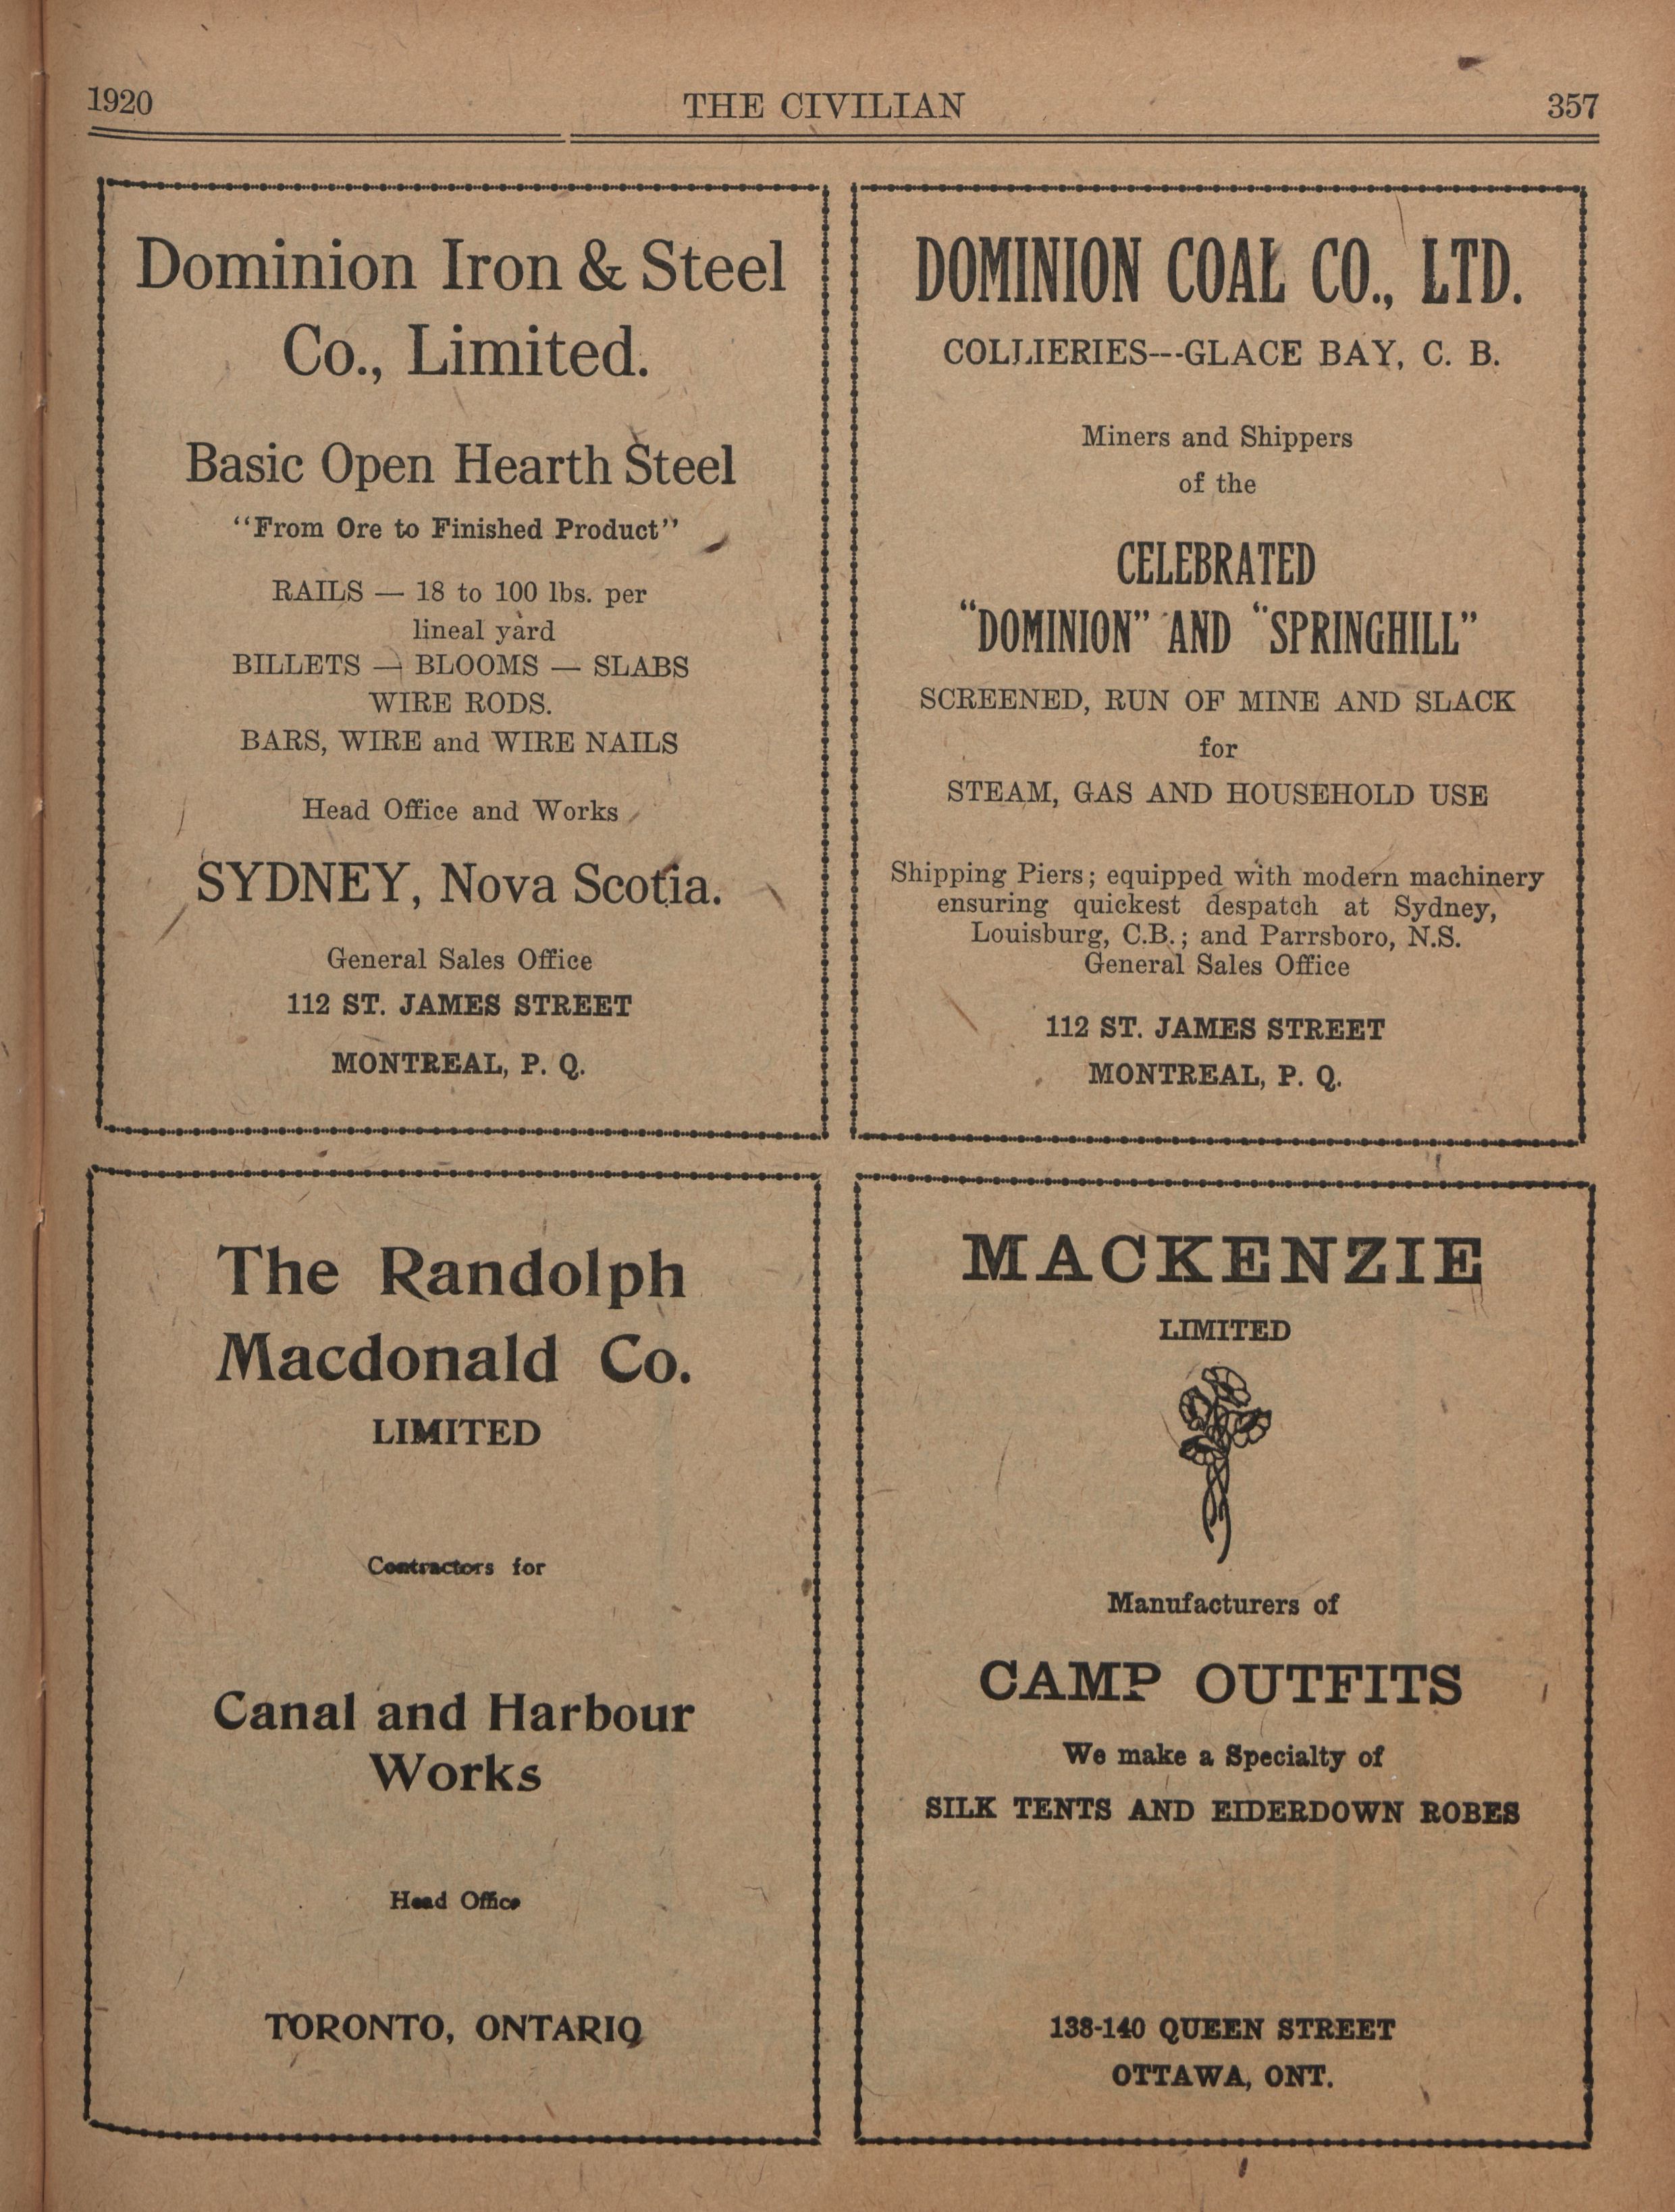 1920 THE CIVILIAN 357
Dominion Iron & Steel
Co., Limited.
Basic Open Hearth Steel
"From Ore to Finished Product"
RAILS — 18 to 100 lbs. per
lineal yard
BILLETS — BLOOMS — SLABS
WIRE RODS.
BARS, WIRE and WIRE NAILS
Head Office and Works
SYDNEY, Nova Scotia.
General Sales Office
112 ST. JAMES STREET
MONTREAL, P. Q.
DOMINION COAL CO., LTD.
COLLIERIES---GLACE BAY, C. B.
Miners and Shippers
of the
CELEBRATED
"DOMINION" AND "SPRINGHILL"
SCREENED, RUN OF MINE AND SLACK
for
STEAM, GAS AND HOUSEHOLD USE
Shipping Piers; equipped with modern machinery
ensuring quickest despatch at Sydney,
Louisburg, C.B.; and Parrsboro, N.S.
General Sales Office
112 ST. JAMES STREET
MONTREAL, P. Q.
The Randolph
Macdonald Co.
LIMITED
Contractors for
Canal and Harbour
Works
Head Office
TORONTO, ONTARIO
MACKENZIE
LIMITED
Manufacturers of
CAMP OUTFITS
We make a Specialty of
SILK TENTS AND EIDERDOWN ROBES
138-140 QUEEN STREET
OTTAWA, ONT.